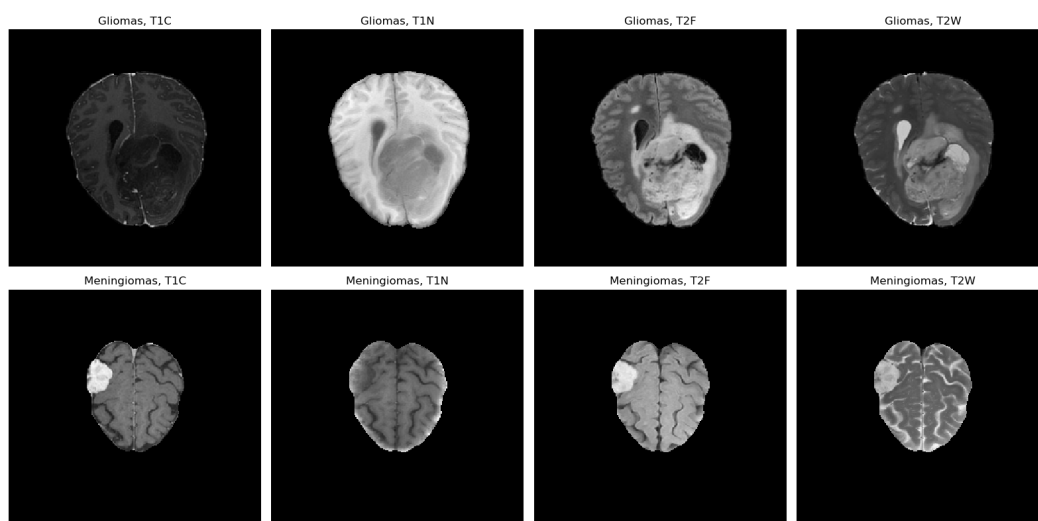 Gliomas, T1C
Gliomas, T1N
Gliomas, T2F
Gliomas, T2W
Meningiomas, T1C
Meningiomas, T1N
Meningiomas, T2F
Meningiomas, T2W